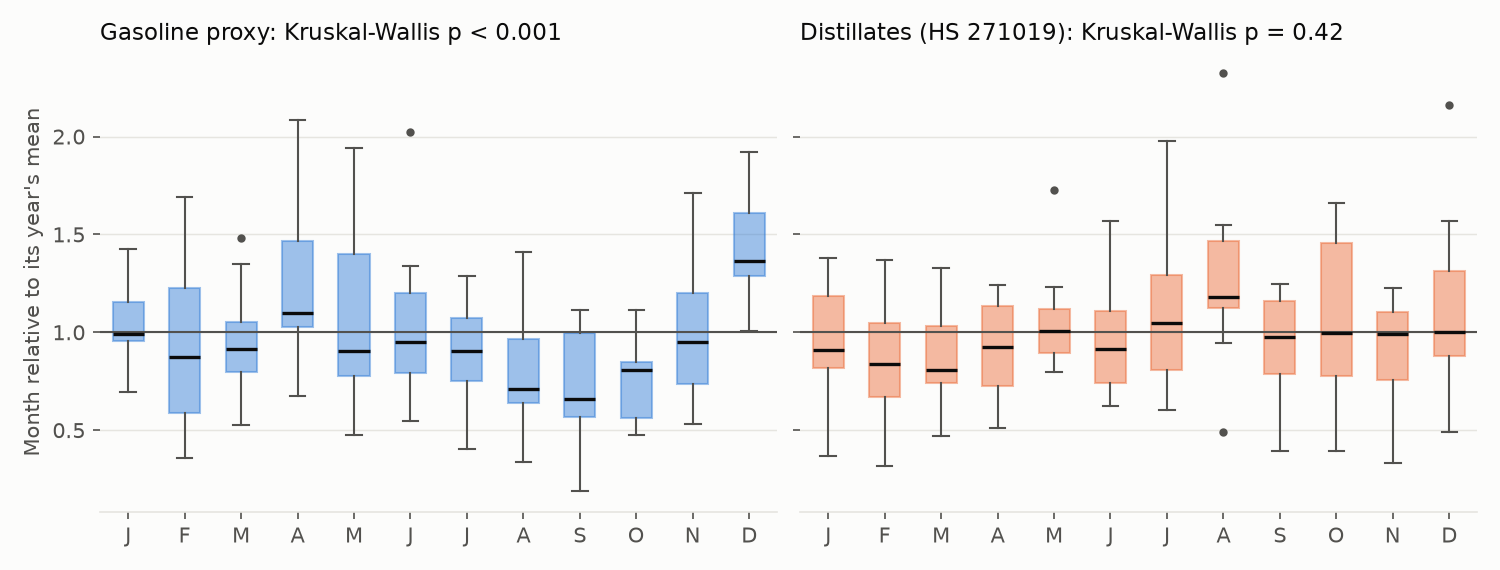 Gasoline proxy: Kruskal-Wallis p < 0.001
Distillates (HS 271019): Kruskal-Wallis p = 0.42
Month relative to its year's mean
2.0
1.5
1.0
0.5
J F M A M J J A S O N D
J F M A M J J A S O N D